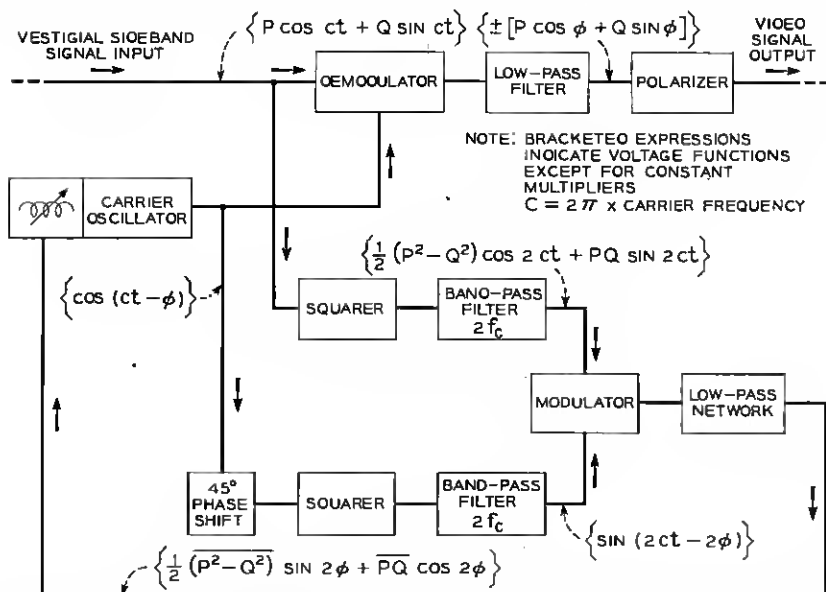 VESTIGIAL SIOEBAND
SIGNAL INPUT
{P COS ct + Q SIN ct}
{± [P COS ϕ + Q SIN ϕ]}
VIOEO
SIGNAL
OUTPUT
OEMOOULATOR
LOW-PASS
FILTER
POLARIZER
NOTE: BRACKETEO EXPRESSIONS
INOICATE VOLTAGE FUNCTIONS
EXCEPT FOR CONSTANT
MULTIPLIERS
C = 2π × CARRIER FREQUENCY
CARRIER
OSCILLATOR
{COS (ct-ϕ)}
{½ (P²-Q²) COS 2 ct + PQ SIN 2 ct}
SQUARER
BANO-PASS
FILTER
2fc
MODULATOR
LOW-PASS
NETWORK
45°
PHASE
SHIFT
SOUARER
BAND-PASS
FILTER
2fc
{SIN (2ct-2ϕ)}
{½ (P²-Q²) SIN 2ϕ + PQ COS 2ϕ}